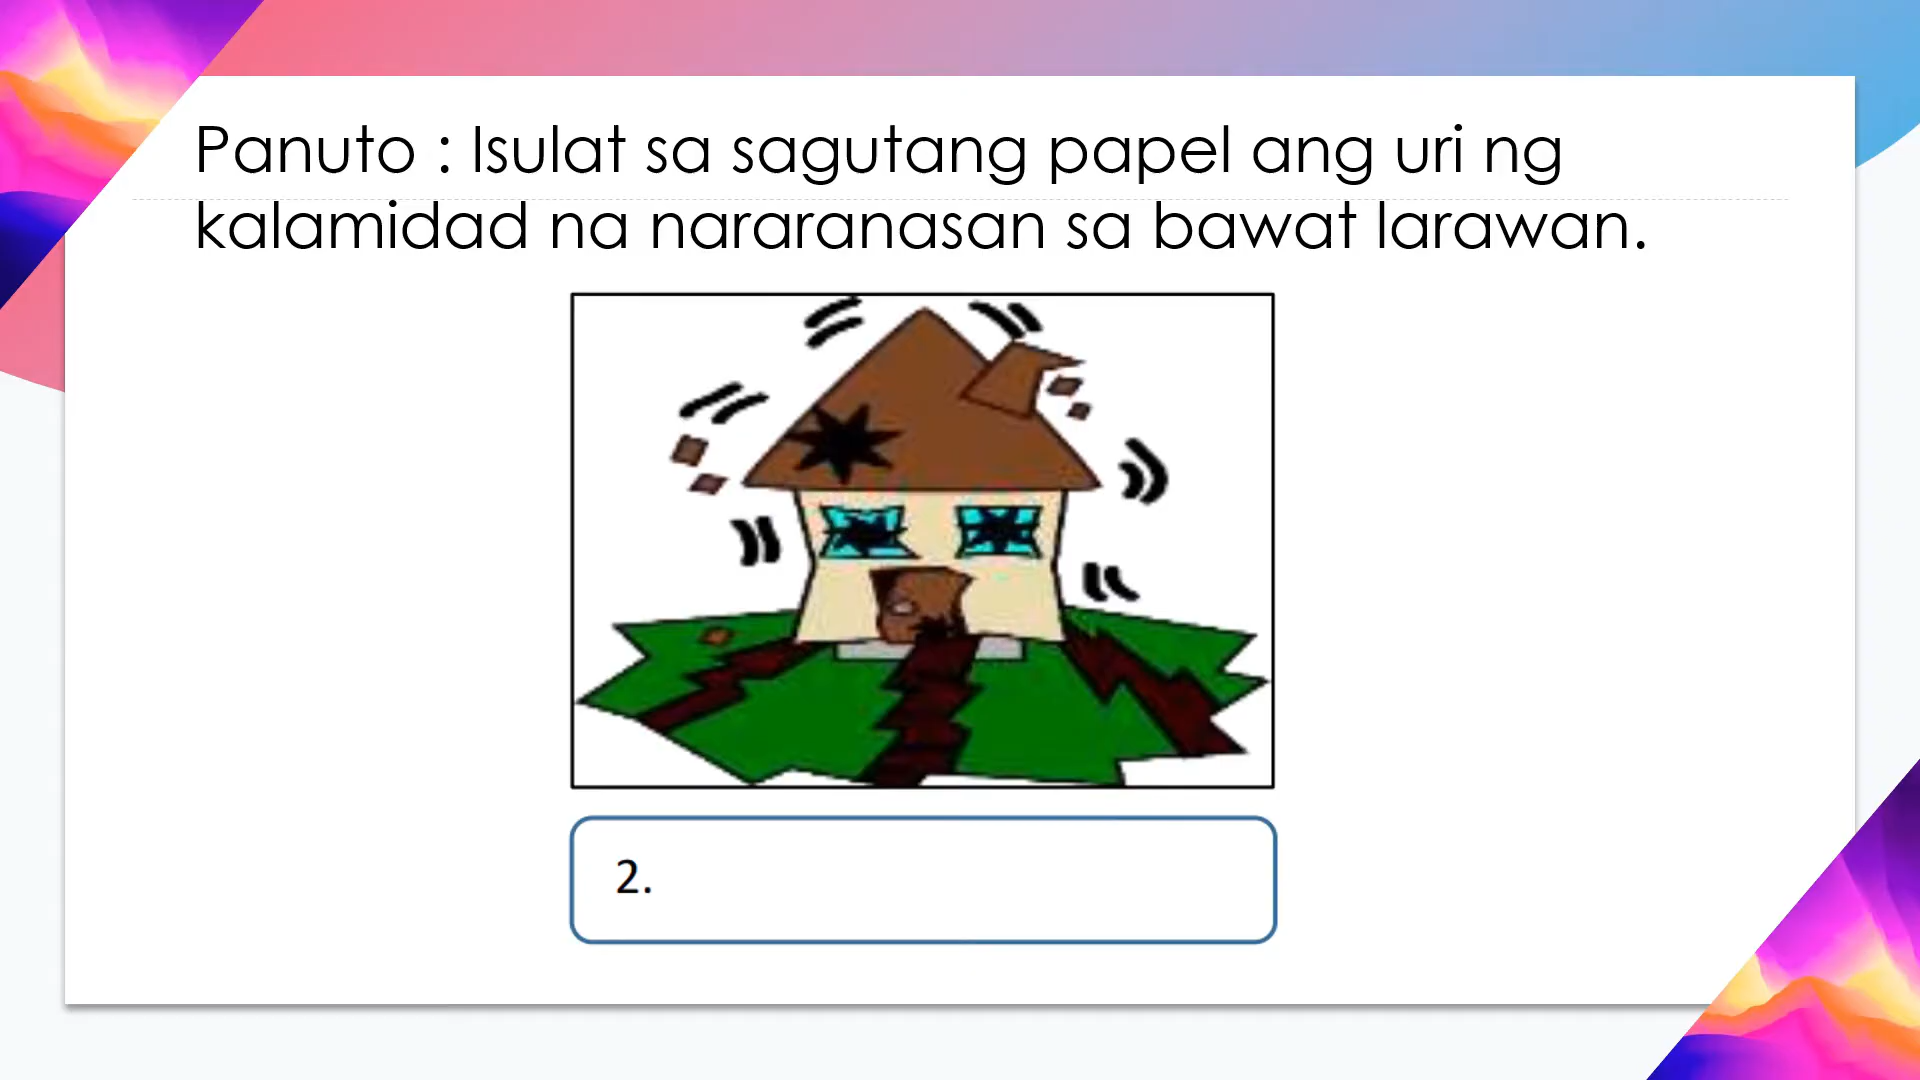 Panuto : Isulat sa sagutang papel ang uri ng
kalamidad na nararanasan sa bawat larawan.
2.